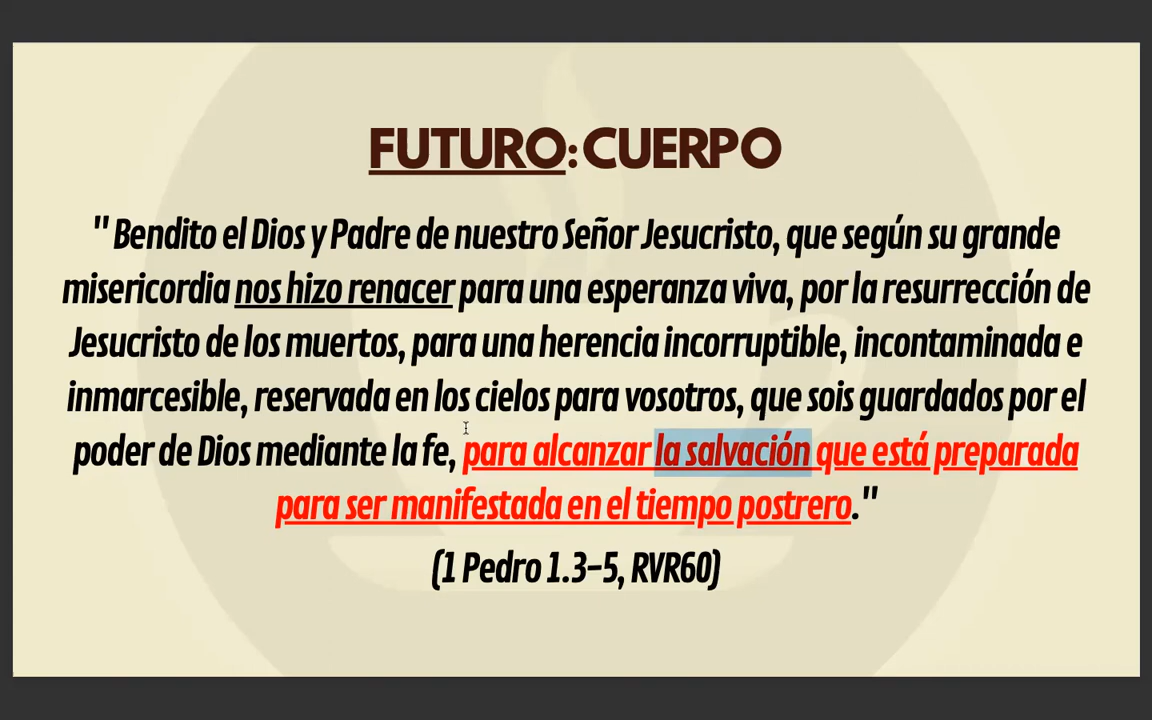 FUTURO: CUERPO
" Bendito el Dios y Padre de nuestro Señor Jesucristo, que según su grande
misericordia nos hizo renacer para una esperanza viva, por la resurrección de
Jesucristo de los muertos, para una herencia incorruptible, incontaminada e
inmarcesible, reservada en los cielos para vosotros, que sois guardados por el
poder de Dios mediante la fe, para alcanzar la salvación que está preparada
para ser manifestada en el tiempo postrero."
(1 Pedro 1.3–5, RVR60)